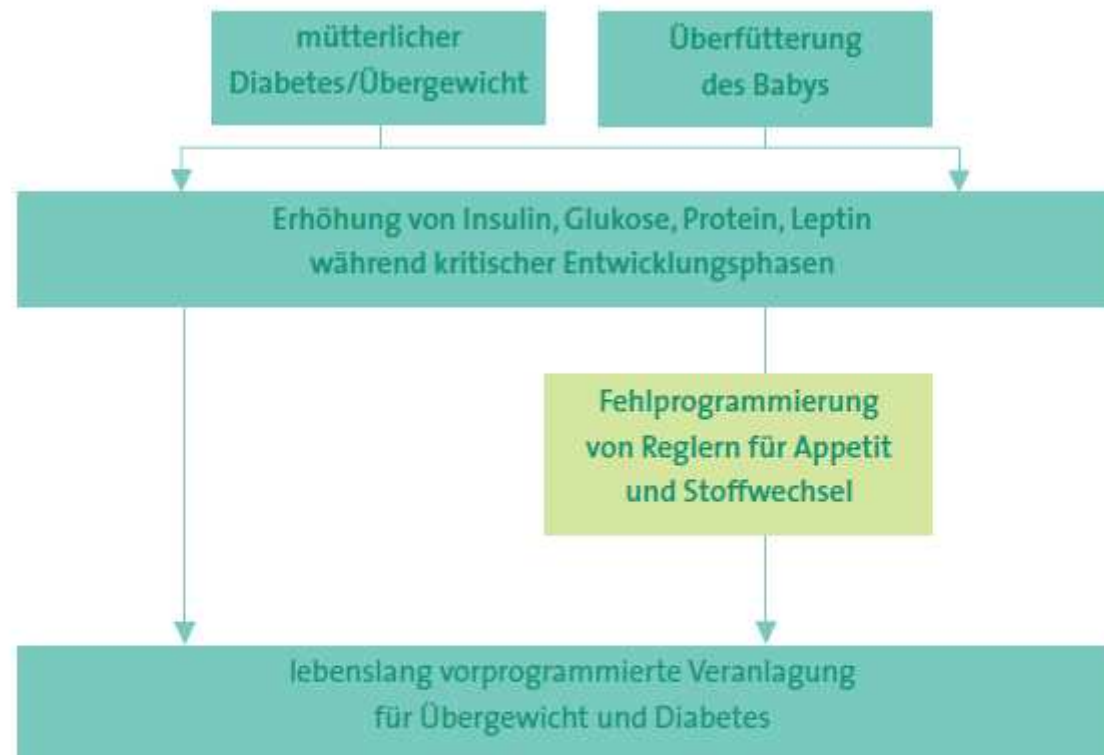 mütterlicher
Diabetes/Übergewicht
Überfütterung
des Babys
Erhöhung von Insulin, Glukose, Protein, Leptin
während kritischer Entwicklungsphasen
Fehlprogrammierung
von Reglern für Appetit
und Stoffwechsel
lebenslang vorprogrammierte Veranlagung
für Übergewicht und Diabetes